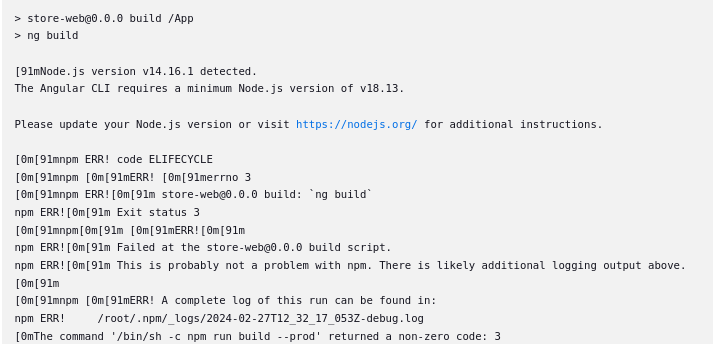 > store-web@0.0.0 build /App
> ng build
[91mNode.js version v14.16.1 detected.
The Angular CLI requires a minimum Node.js version of v18.13.
Please update your Node.js version or visit https://nodejs.org/ for additional instructions.
[0m[91mnpm ERR! code ELIFECYCLE
[0m[91mnpm [0m[91mERR! [0m[91merrno 3
[0m[91mnpm ERR![0m[91m store-web@0.0.0 build: `ng build`
npm ERR![0m[91m Exit status 3
[0m[91mnpm[0m[91m [0m[91mERR![0m[91m
npm ERR![0m[91m Failed at the store-web@0.0.0 build script.
npm ERR![0m[91m This is probably not a problem with npm. There is likely additional logging output above.
[0m[91m
[0m[91mnpm [0m[91mERR! A complete log of this run can be found in:
npm ERR!     /root/.npm/_logs/2024-02-27T12_32_17_053Z-debug.log
[0mThe command '/bin/sh -c npm run build --prod' returned a non-zero code: 3